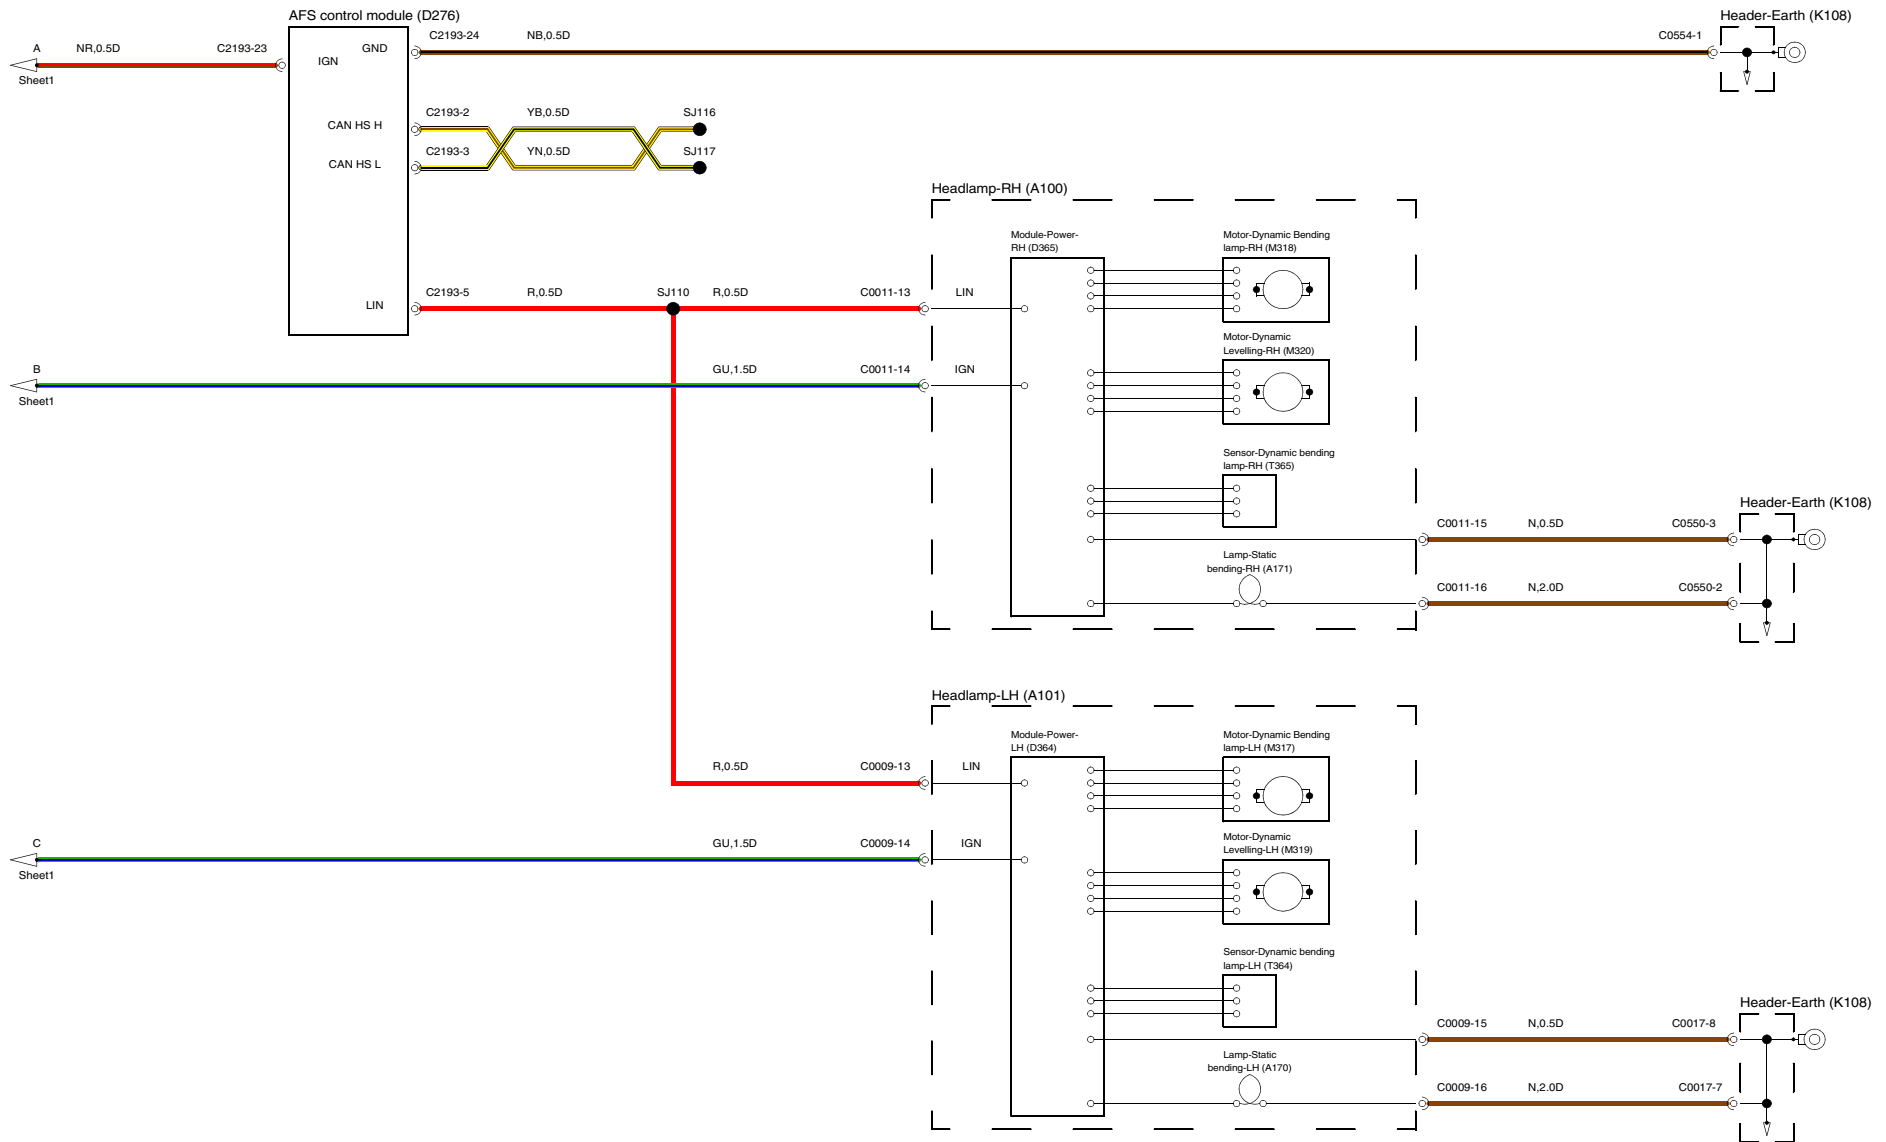 AFS control module (D276)
Header-Earth (K108)
A
NR,0.5D
C2193-23
IGN
GND
C2193-24
NB,0.5D
C0554-1
Sheet1
CAN HS H
C2193-2
YB,0.5D
SJ116
CAN HS L
C2193-3
YN,0.5D
SJ117
Headlamp-RH (A100)
Module-Power-
RH (D365)
Motor-Dynamic Bending
lamp-RH (M318)
LIN
C2193-5
R,0.5D
SJ110
R,0.5D
C0011-13
LIN
Motor-Dynamic
Levelling-RH (M320)
B
GU,1.5D
C0011-14
IGN
Sheet1
Sensor-Dynamic bending
lamp-RH (T365)
Header-Earth (K108)
C0011-15
N,0.5D
C0550-3
Lamp-Static
bending-RH (A171)
C0011-16
N,2.0D
C0550-2
Headlamp-LH (A101)
Module-Power-
LH (D364)
Motor-Dynamic Bending
lamp-LH (M317)
R,0.5D
C0009-13
LIN
Motor-Dynamic
Levelling-LH (M319)
C
GU,1.5D
C0009-14
IGN
Sheet1
Sensor-Dynamic bending
lamp-LH (T364)
Header-Earth (K108)
C0009-15
N,0.5D
C0017-8
Lamp-Static
bending-LH (A170)
C0009-16
N,2.0D
C0017-7